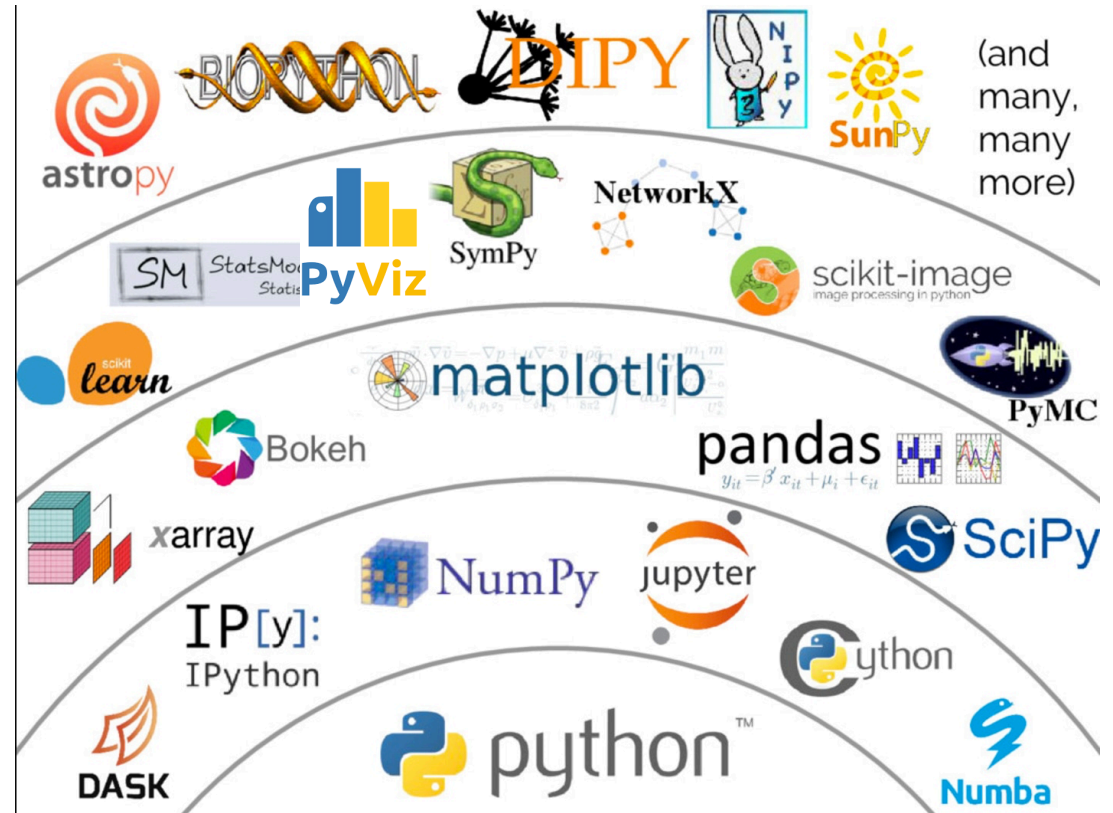 BIOPYTHON
DIPY
NIPY
(and
many,
many
more)
astropy
SunPy
SymPy
NetworkX
SM StatsMo
Statis
PyViz
scikit-image
image processing in python
scikit
learn
matplotlib
PyMC
Bokeh
pandas
y_it = β′ x_it + μ_i + ϵ_it
xarray
SciPy
NumPy
jupyter
IP[y]:
IPython
Cython
DASK
python™
Numba